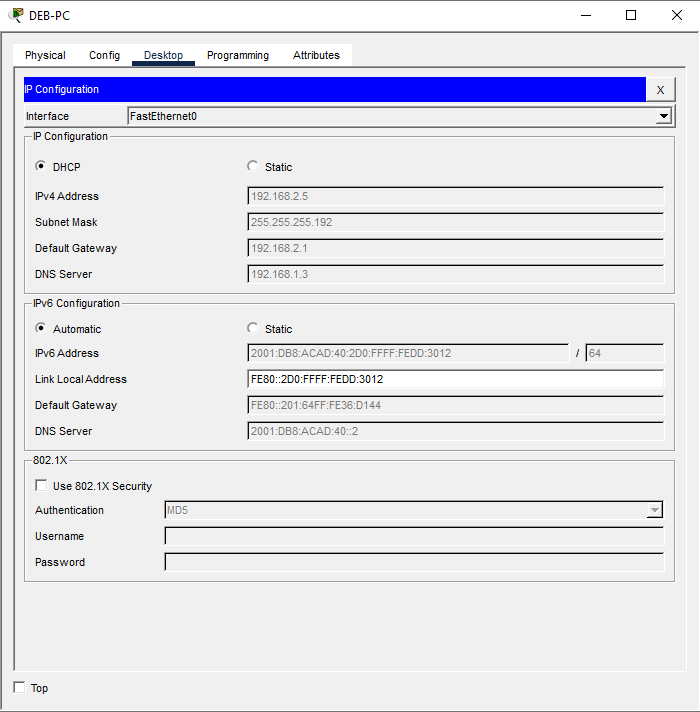 DEB-PC
Physical Config Desktop Programming Attributes
IP Configuration X
Interface FastEthernet0
IP Configuration
DHCP Static
IPv4 Address 192.168.2.5
Subnet Mask 255.255.255.192
Default Gateway 192.168.2.1
DNS Server 192.168.1.3
IPv6 Configuration
Automatic Static
IPv6 Address 2001:DB8:ACAD:40:2D0:FFFF:FEDD:3012 / 64
Link Local Address FE80::2D0:FFFF:FEDD:3012
Default Gateway FE80::201:64FF:FE36:D144
DNS Server 2001:DB8:ACAD:40::2
802.1X
Use 802.1X Security
Authentication MD5
Username
Password
Top